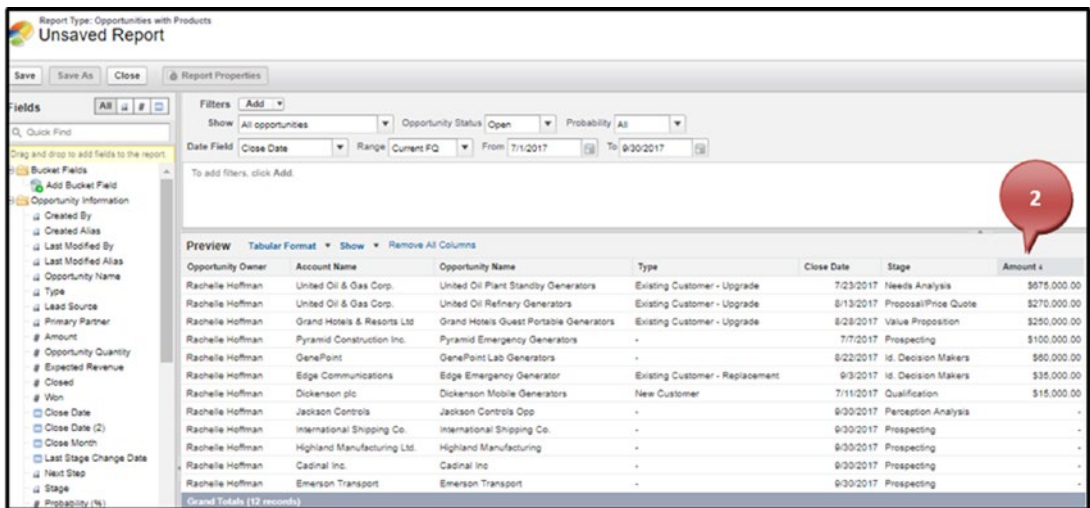 Report Type: Opportunities with Products
Unsaved Report
Save Save As Close Report Properties
Fields All # 
Quick Find
Drag and drop to add fields to the report.
Bucket Fields
Add Bucket Field
Opportunity Information
Created By
Created Alias
Last Modified By
Last Modified Alias
Opportunity Name
Type
Lead Source
Primary Partner
# Amount
# Opportunity Quantity
# Expected Revenue
# Closed
# Won
Close Date
Close Date (2)
Close Month
Last Stage Change Date
Next Step
Stage
# Probability (%)
Filters Add
Show All opportunities Opportunity Status Open Probability All
Date Field Close Date Range Current FQ From 7/1/2017 To 9/30/2017
To add filters, click Add.
2
Preview Tabular Format Show Remove All Columns
Opportunity Owner Account Name Opportunity Name Type Close Date Stage Amount ↓
Rachelle Hoffman United Oil & Gas Corp. United Oil Plant Standby Generators Existing Customer - Upgrade 7/23/2017 Needs Analysis $675,000.00
Rachelle Hoffman United Oil & Gas Corp. United Oil Refinery Generators Existing Customer - Upgrade 8/13/2017 Proposal/Price Quote $270,000.00
Rachelle Hoffman Grand Hotels & Resorts Ltd Grand Hotels Guest Portable Generators Existing Customer - Upgrade 8/28/2017 Value Proposition $250,000.00
Rachelle Hoffman Pyramid Construction Inc. Pyramid Emergency Generators - 7/7/2017 Prospecting $100,000.00
Rachelle Hoffman GenePoint GenePoint Lab Generators - 8/22/2017 Id. Decision Makers $60,000.00
Rachelle Hoffman Edge Communications Edge Emergency Generator Existing Customer - Replacement 9/3/2017 Id. Decision Makers $35,000.00
Rachelle Hoffman Dickenson plc Dickenson Mobile Generators New Customer 7/11/2017 Qualification $15,000.00
Rachelle Hoffman Jackson Controls Jackson Controls Opp - 9/30/2017 Perception Analysis -
Rachelle Hoffman International Shipping Co. International Shipping Co. - 9/30/2017 Prospecting -
Rachelle Hoffman Highland Manufacturing Ltd. Highland Manufacturing - 9/30/2017 Prospecting -
Rachelle Hoffman Cadinal Inc. Cadinal Inc - 9/30/2017 Prospecting -
Rachelle Hoffman Emerson Transport Emerson Transport - 9/30/2017 Prospecting -
Grand Totals (12 records)